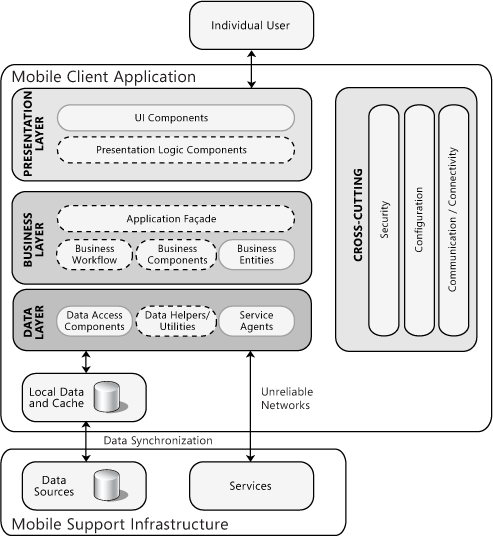 Individual User
Mobile Client Application
PRESENTATION
LAYER
UI Components
Presentation Logic Components
BUSINESS
LAYER
Application Façade
Business
Workflow
Business
Components
Business
Entities
DATA
LAYER
Data Access
Components
Data Helpers/
Utilities
Service
Agents
CROSS-CUTTING
Security
Configuration
Communication / Connectivity
Local Data
and Cache
Unreliable
Networks
Data Synchronization
Data
Sources
Services
Mobile Support Infrastructure